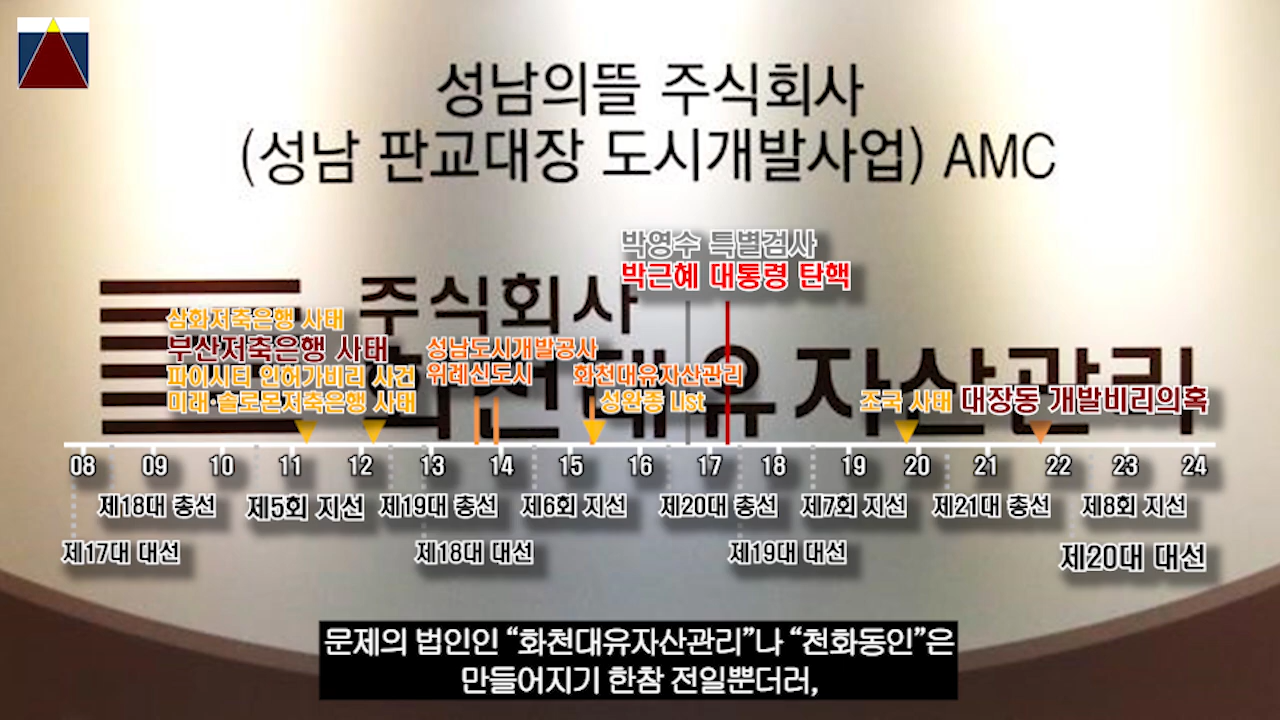 성남의뜰 주식회사
(성남 판교대장 도시개발사업) AMC
박영수 특별검사
박근혜 대통령 탄핵
주식회사
화천대유자산관리
삼화저축은행 사태
부산저축은행 사태
파이시티 인허가비리 사건
미래·솔로몬저축은행 사태
성남도시개발공사
위례신도시
화천대유자산관리
성완종 List
조국 사태
대장동 개발비리의혹
08 09 10 11 12 13 14 15 16 17 18 19 20 21 22 23 24
제18대 총선 제5회 지선 제19대 총선 제6회 지선 제20대 총선 제7회 지선 제21대 총선 제8회 지선
제17대 대선 제18대 대선 제19대 대선 제20대 대선
문제의 법인인 “화천대유자산관리”나 “천화동인”은
만들어지기 한참 전일뿐더러,